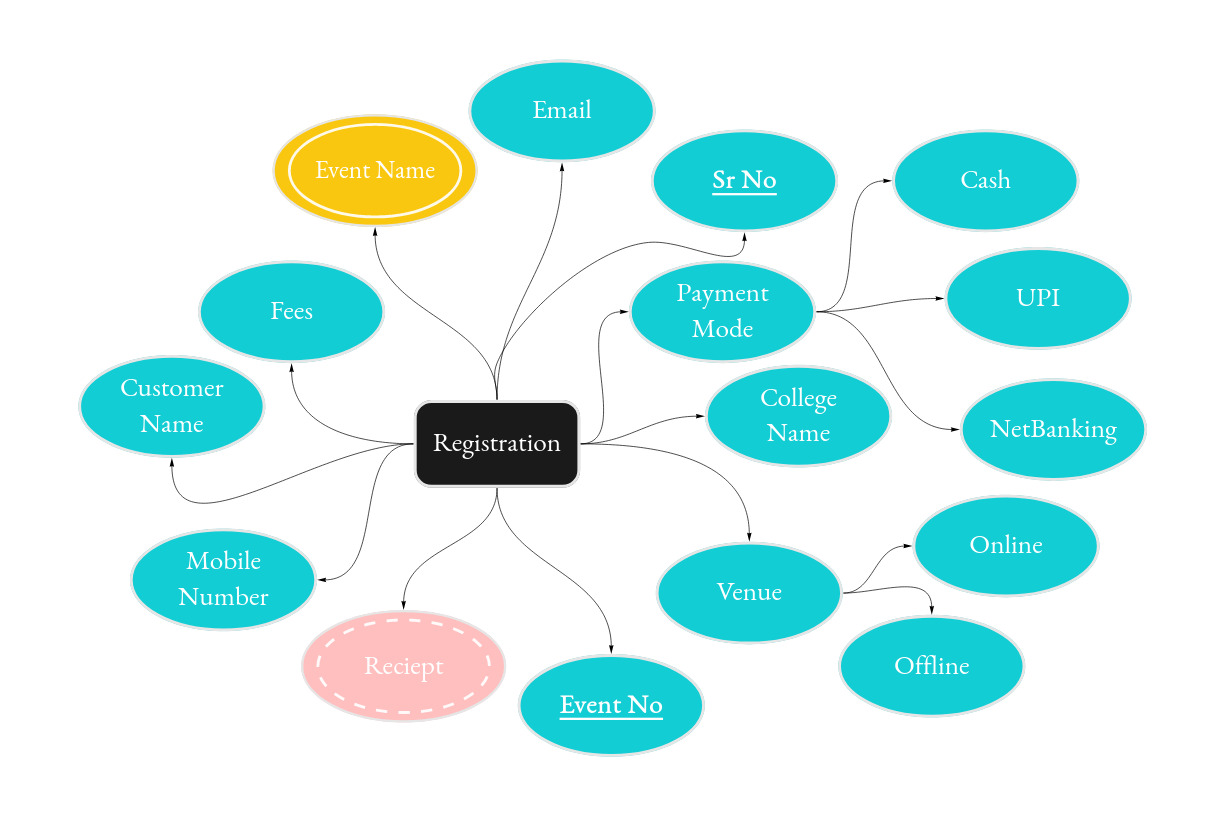 Email
Event Name
Sr No
Cash
Payment
Mode
UPI
Fees
Customer
Name
College
Name
Registration
NetBanking
Online
Mobile
Number
Venue
Reciept
Offline
Event No